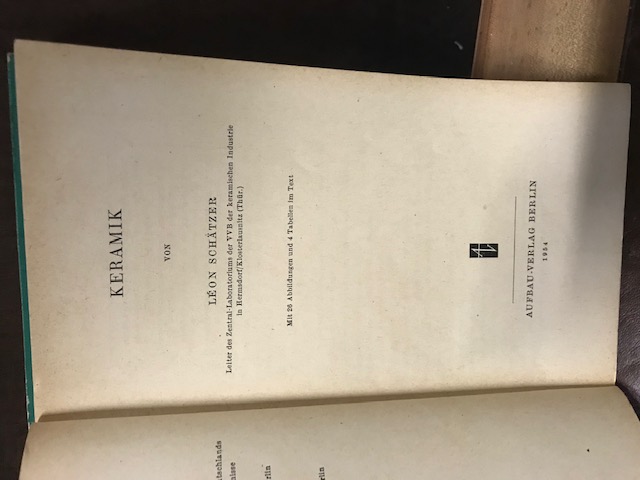 KERAMIK
VON
LÉON SCHÄTZER
Leiter des Zentral-Laboratoriums der VVB der keramischen Industrie
in Hermsdorf/Klosterlausnitz (Thür.)
Mit 26 Abbildungen und 4 Tabellen im Text
AUFBAU-VERLAG BERLIN
1954